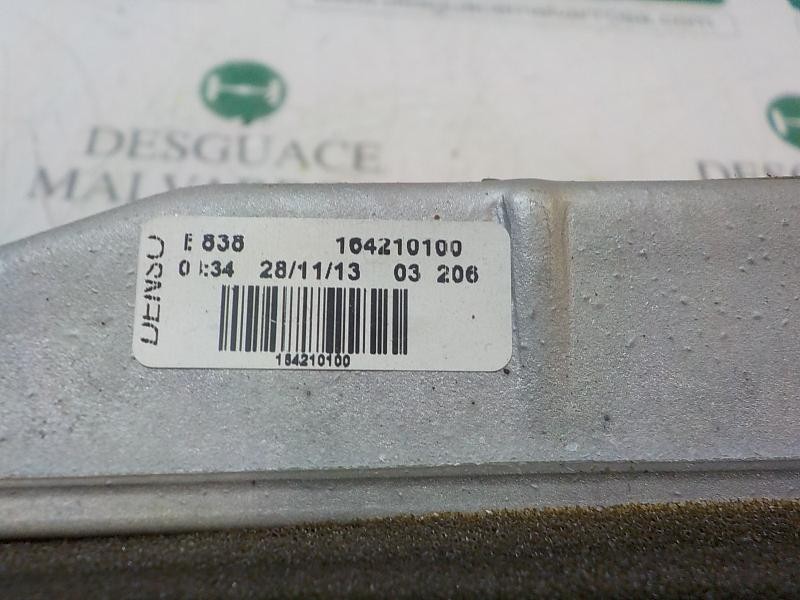 DESGUACE
DENSO
E 838 164210100
28/11/13 03 206
164210100